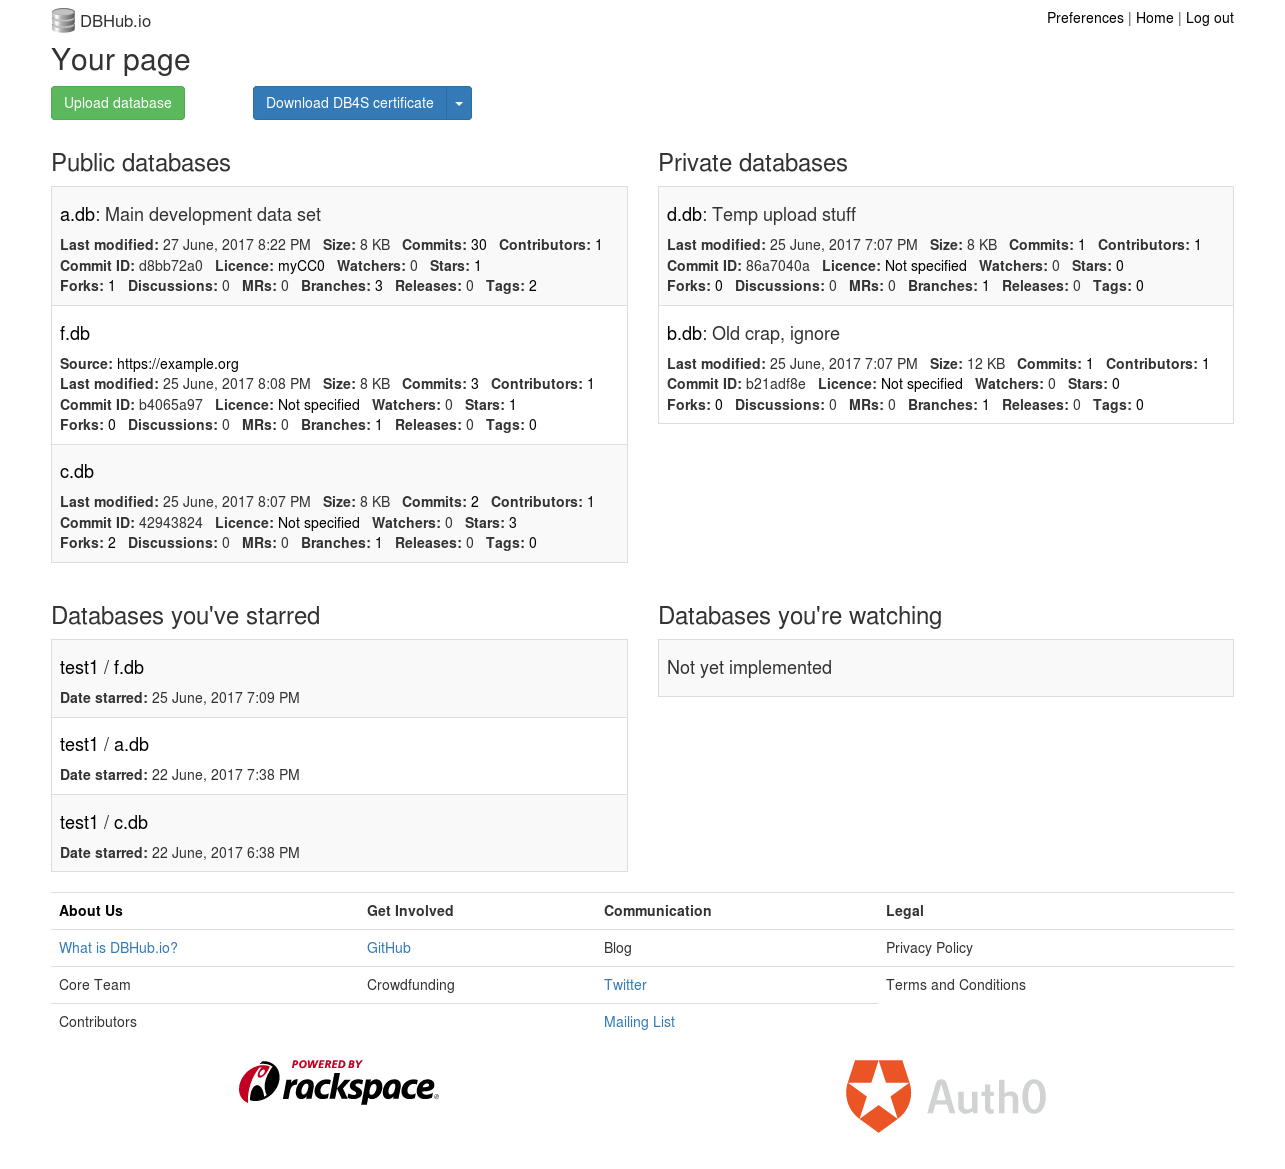 DBHub.io
Preferences | Home | Log out
Your page
Upload database
Download DB4S certificate
Public databases
a.db: Main development data set
Last modified: 27 June, 2017 8:22 PM Size: 8 KB Commits: 30 Contributors: 1
Commit ID: d8bb72a0 Licence: myCC0 Watchers: 0 Stars: 1
Forks: 1 Discussions: 0 MRs: 0 Branches: 3 Releases: 0 Tags: 2
f.db
Source: https://example.org
Last modified: 25 June, 2017 8:08 PM Size: 8 KB Commits: 3 Contributors: 1
Commit ID: b4065a97 Licence: Not specified Watchers: 0 Stars: 1
Forks: 0 Discussions: 0 MRs: 0 Branches: 1 Releases: 0 Tags: 0
c.db
Last modified: 25 June, 2017 8:07 PM Size: 8 KB Commits: 2 Contributors: 1
Commit ID: 42943824 Licence: Not specified Watchers: 0 Stars: 3
Forks: 2 Discussions: 0 MRs: 0 Branches: 1 Releases: 0 Tags: 0
Private databases
d.db: Temp upload stuff
Last modified: 25 June, 2017 7:07 PM Size: 8 KB Commits: 1 Contributors: 1
Commit ID: 86a7040a Licence: Not specified Watchers: 0 Stars: 0
Forks: 0 Discussions: 0 MRs: 0 Branches: 1 Releases: 0 Tags: 0
b.db: Old crap, ignore
Last modified: 25 June, 2017 7:07 PM Size: 12 KB Commits: 1 Contributors: 1
Commit ID: b21adf8e Licence: Not specified Watchers: 0 Stars: 0
Forks: 0 Discussions: 0 MRs: 0 Branches: 1 Releases: 0 Tags: 0
Databases you've starred
test1 / f.db
Date starred: 25 June, 2017 7:09 PM
test1 / a.db
Date starred: 22 June, 2017 7:38 PM
test1 / c.db
Date starred: 22 June, 2017 6:38 PM
Databases you're watching
Not yet implemented
About Us Get Involved Communication Legal
What is DBHub.io? GitHub Blog Privacy Policy
Core Team Crowdfunding Twitter Terms and Conditions
Contributors Mailing List
POWERED BY
rackspace®
Auth0